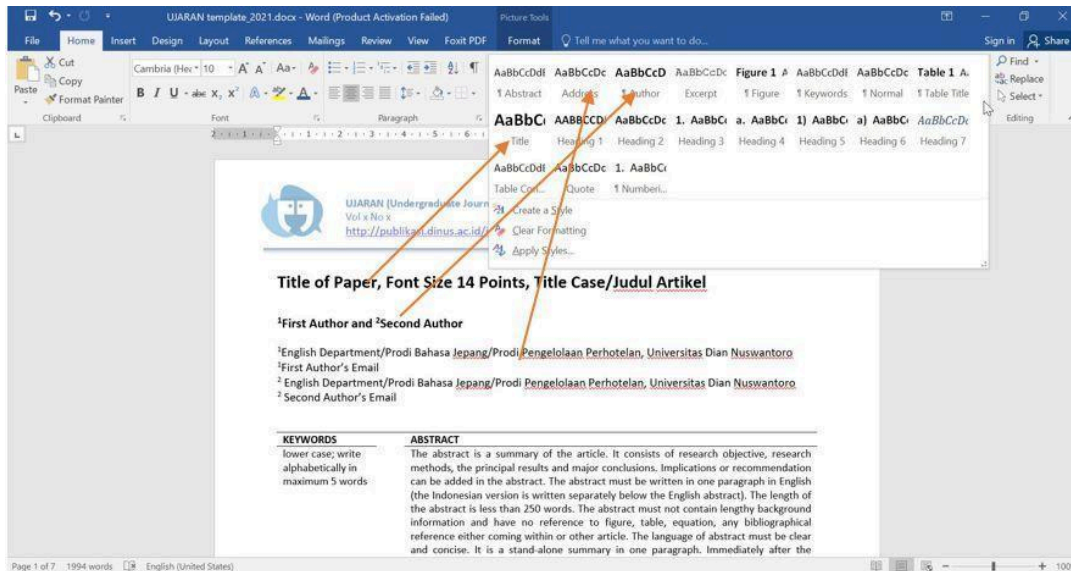 UJARAN template_2021.docx - Word (Product Activation Failed)
Picture Tools
File Home Insert Design Layout References Mailings Review View Foxit PDF Format Tell me what you want to do... Sign in Share
Cut
Copy
Format Painter
Paste
Clipboard
Cambria (Hea 10
Font
Paragraph
AaBbCcDdE AaBbCcDc AaBbCcD AaBbCcDc Figure 1 A AaBbCcDdE AaBbCcDc Table 1 A.
¶ Abstract Address ¶ Author Excerpt ¶ Figure ¶ Keywords ¶ Normal ¶ Table Title
AaBbC AABBCCD AaBbCcDc 1. AaBbC a. AaBbC 1) AaBbC a) AaBbC AaBbCcDc
Title Heading 1 Heading 2 Heading 3 Heading 4 Heading 5 Heading 6 Heading 7
AaBbCcDdE AaBbCcDc 1. AaBbC
Table Con... Quote ¶ Numberi...
Create a Style
Clear Formatting
Apply Styles...
Find
Replace
Select
Editing
UJARAN (Undergraduate Journ
Vol x No x
http://publikasi.dinus.ac.id/
Title of Paper, Font Size 14 Points, Title Case/Judul Artikel
¹First Author and ²Second Author
¹English Department/Prodi Bahasa Jepang/Prodi Pengelolaan Perhotelan, Universitas Dian Nuswantoro
¹First Author's Email
² English Department/Prodi Bahasa Jepang/Prodi Pengelolaan Perhotelan, Universitas Dian Nuswantoro
² Second Author's Email
KEYWORDS
lower case; write
alphabetically in
maximum 5 words
ABSTRACT
The abstract is a summary of the article. It consists of research objective, research
methods, the principal results and major conclusions. Implications or recommendation
can be added in the abstract. The abstract must be written in one paragraph in English
(the Indonesian version is written separately below the English abstract). The length of
the abstract is less than 250 words. The abstract must not contain lengthy background
information and have no reference to figure, table, equation, any bibliographical
reference either coming within or other article. The language of abstract must be clear
and concise. It is a stand-alone summary in one paragraph. Immediately after the
Page 1 of 7 1994 words English (United States)
100